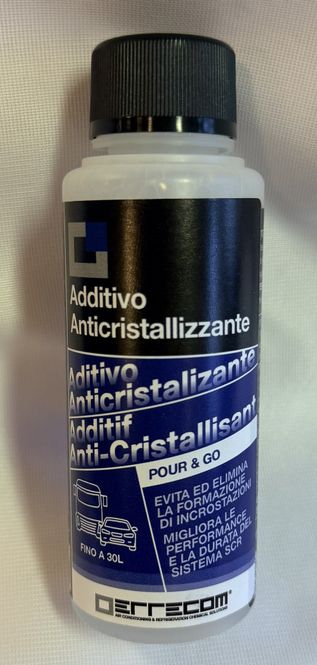 Additivo
Anticristallizzante
Aditivo
Anticristalizante
Additif
Anti-Cristallisant
POUR & GO
EVITA ED ELIMINA
LA FORMAZIONE
DI INCROSTAZIONI
MIGLIORA LE
PERFORMANCE
E LA DURATA DEL
SISTEMA SCR
FINO A 30L
ERRECOM®
AIR CONDITIONING & REFRIGERATION CHEMICAL SOLUTIONS